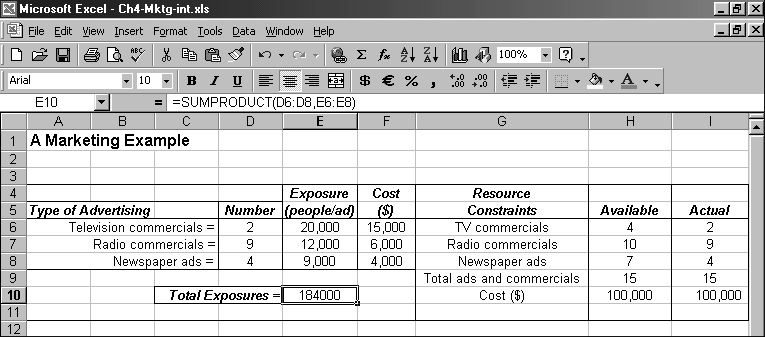 Microsoft Excel - Ch4-Mktg-int.xls
File Edit View Insert Format Tools Data Window Help
100%
Arial 10 B I U $ € % ,
E10 = =SUMPRODUCT(D6:D8,E6:E8)
A B C D E F G H I
1 A Marketing Example
2
3
4 Exposure Cost Resource
5 Type of Advertising Number (people/ad) ($) Constraints Available Actual
6 Television commercials = 2 20,000 15,000 TV commercials 4 2
7 Radio commercials = 9 12,000 6,000 Radio commercials 10 9
8 Newspaper ads = 4 9,000 4,000 Newspaper ads 7 4
9 Total ads and commercials 15 15
10 Total Exposures = 184000 Cost ($) 100,000 100,000
11
12